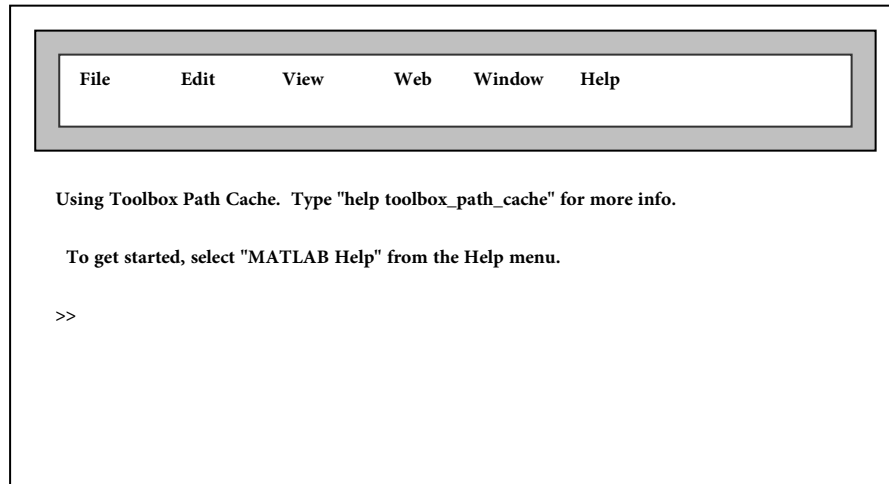 File Edit View Web Window Help
Using Toolbox Path Cache. Type "help toolbox_path_cache" for more info.
To get started, select "MATLAB Help" from the Help menu.
>>